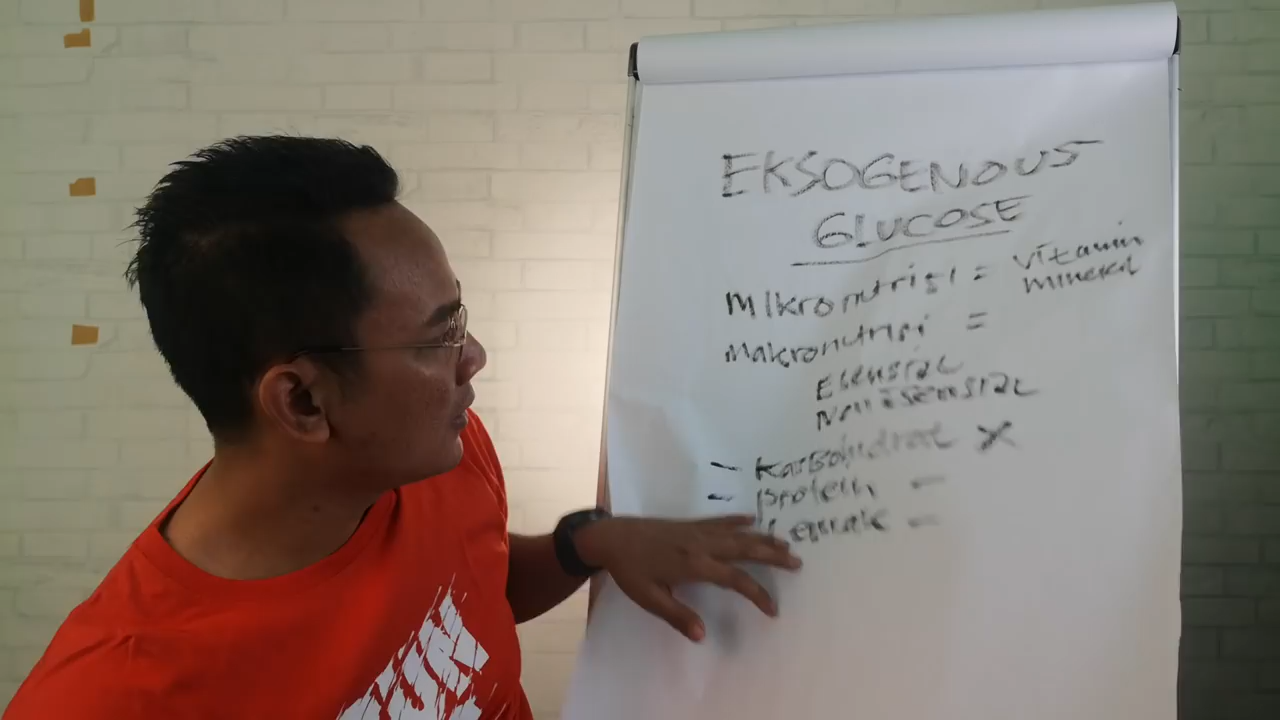 EKSOGENOUS
GLUCOSE
MIkronutrisi = vitamin
mineral
Makronutrisi =
Esensial
Non Esensial
- Karbohidrat X
- protein -
Lemak -